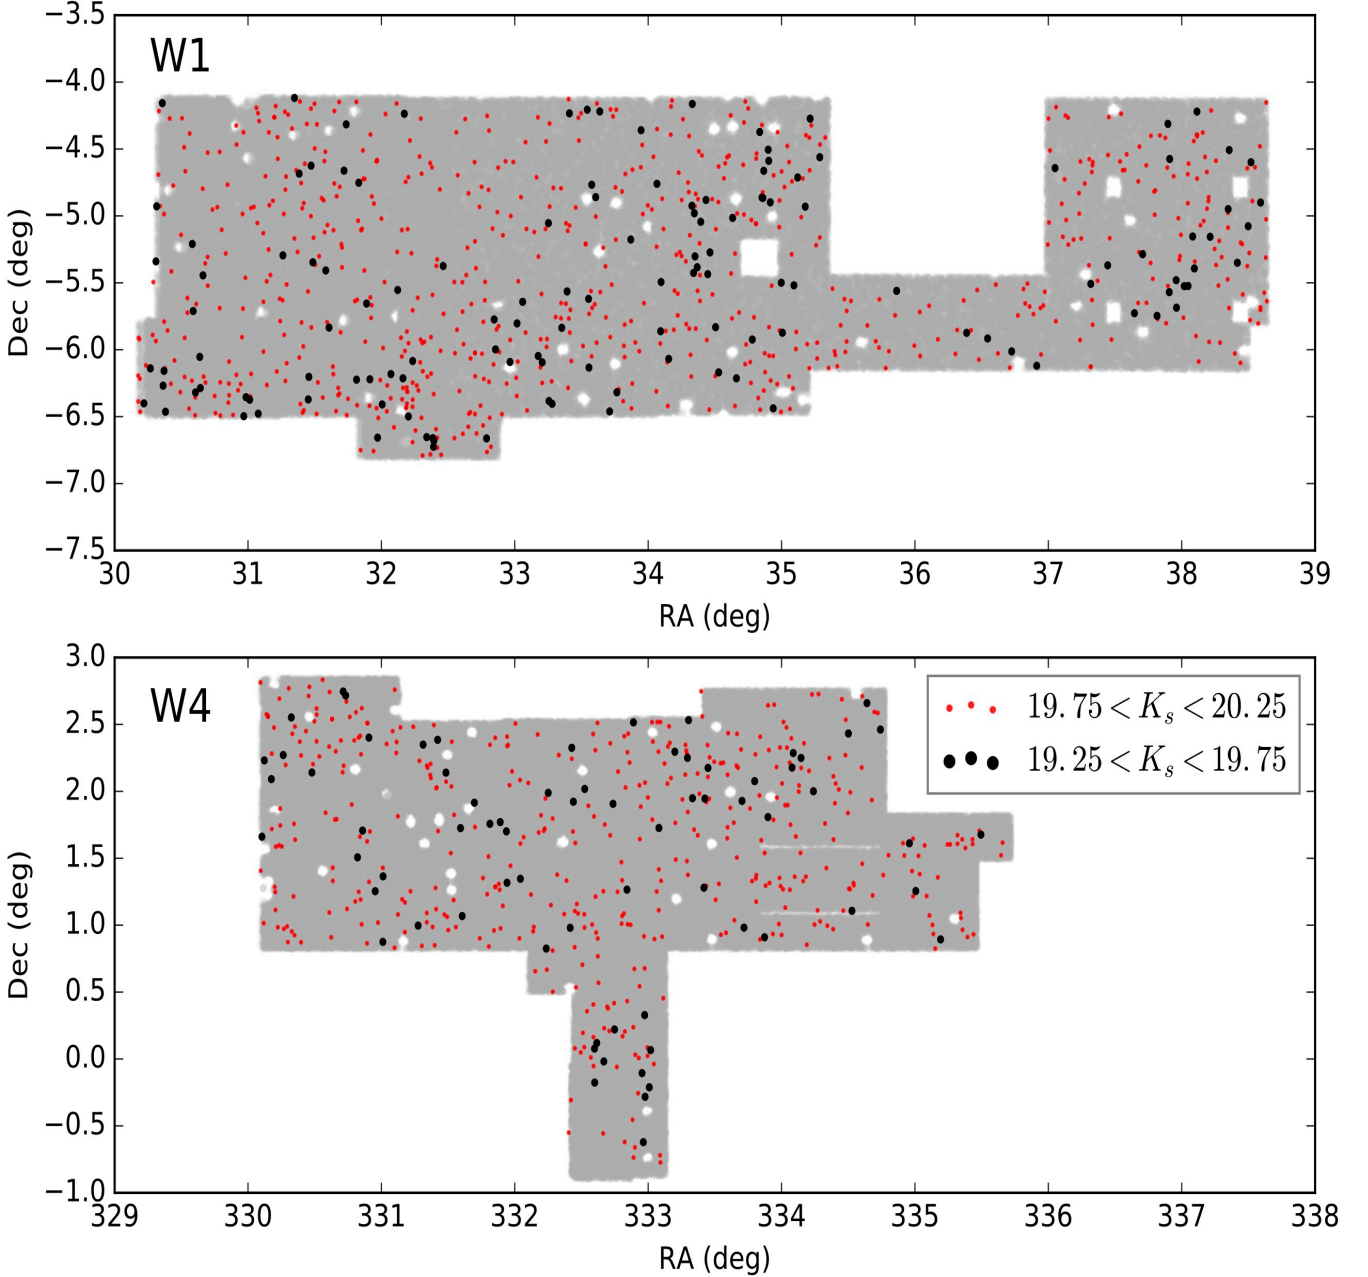 W1
−3.5
−4.0
−4.5
−5.0
−5.5
−6.0
−6.5
−7.0
−7.5
Dec (deg)
30 31 32 33 34 35 36 37 38 39
RA (deg)
W4
19.75 < K_s < 20.25
19.25 < K_s < 19.75
3.0
2.5
2.0
1.5
1.0
0.5
0.0
−0.5
−1.0
Dec (deg)
329 330 331 332 333 334 335 336 337 338
RA (deg)